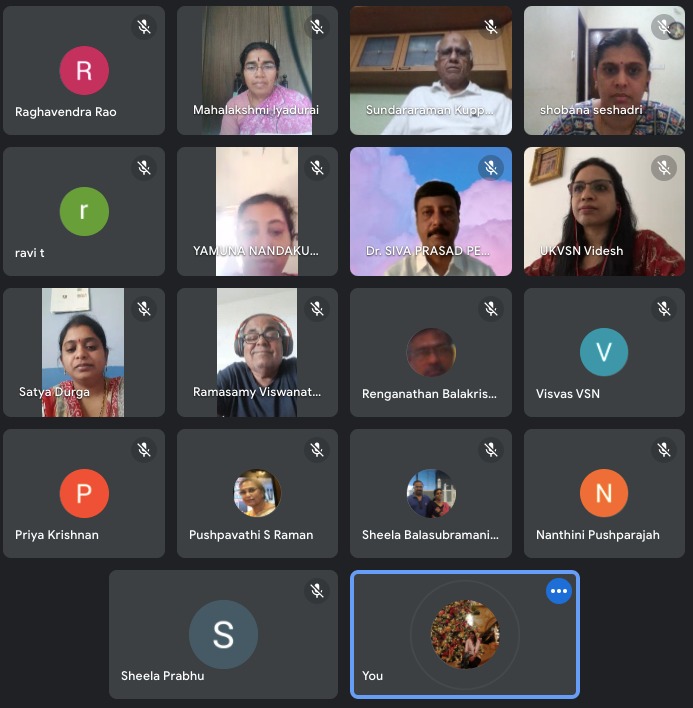 R
Raghavendra Rao
Mahalakshmi Iyadurai
Sundararaman Kupp...
shobana seshadri
r
ravi t
YAMUNA NANDAKU...
Dr. SIVA PRASAD PE...
UKVSN Videsh
Satya Durga
Ramasamy Viswanat...
Renganathan Balakris...
V
Visvas VSN
P
Priya Krishnan
Pushpavathi S Raman
Sheela Balasubramani...
N
Nanthini Pushparajah
S
Sheela Prabhu
You